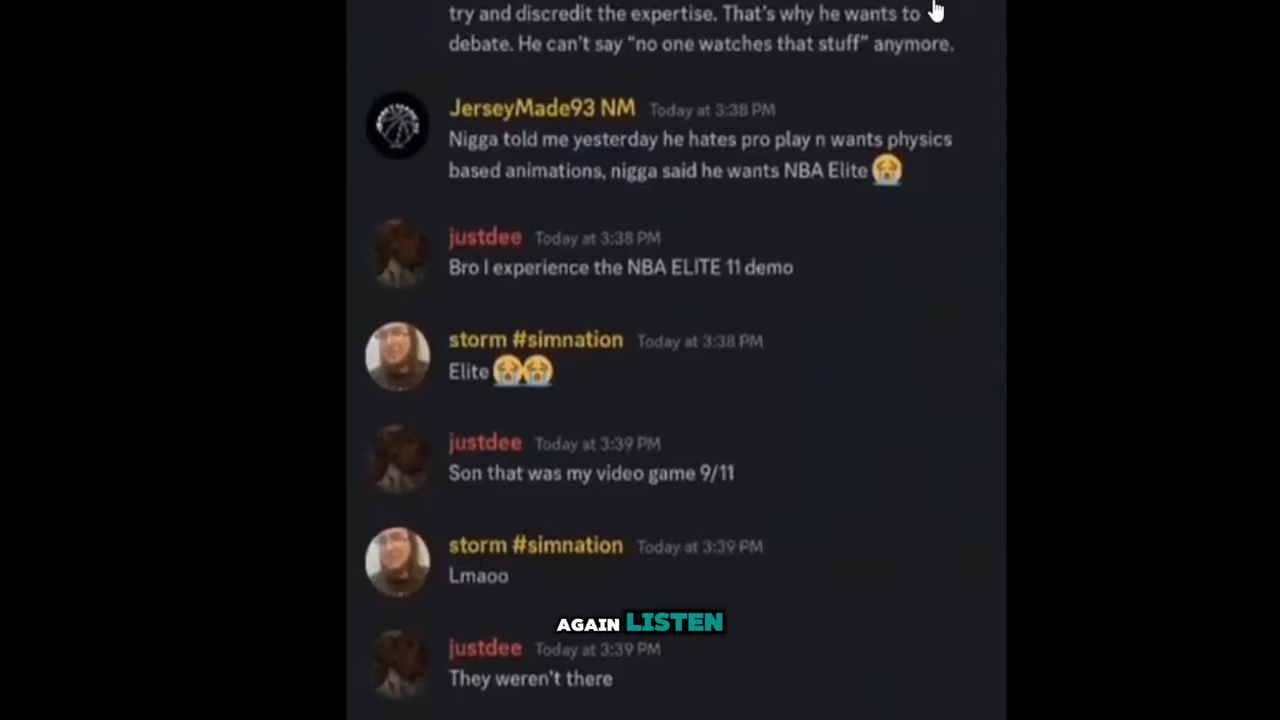 try and discredit the expertise. That's why he wants to
debate. He can't say "no one watches that stuff" anymore.
JerseyMade93 NM Today at 3:38 PM
Nigga told me yesterday he hates pro play n wants physics
based animations, nigga said he wants NBA Elite 😭
justdee Today at 3:38 PM
Bro I experience the NBA ELITE 11 demo
storm #simnation Today at 3:38 PM
Elite 😭😭
justdee Today at 3:39 PM
Son that was my video game 9/11
storm #simnation Today at 3:39 PM
Lmaoo
AGAIN LISTEN
justdee Today at 3:39 PM
They weren't there